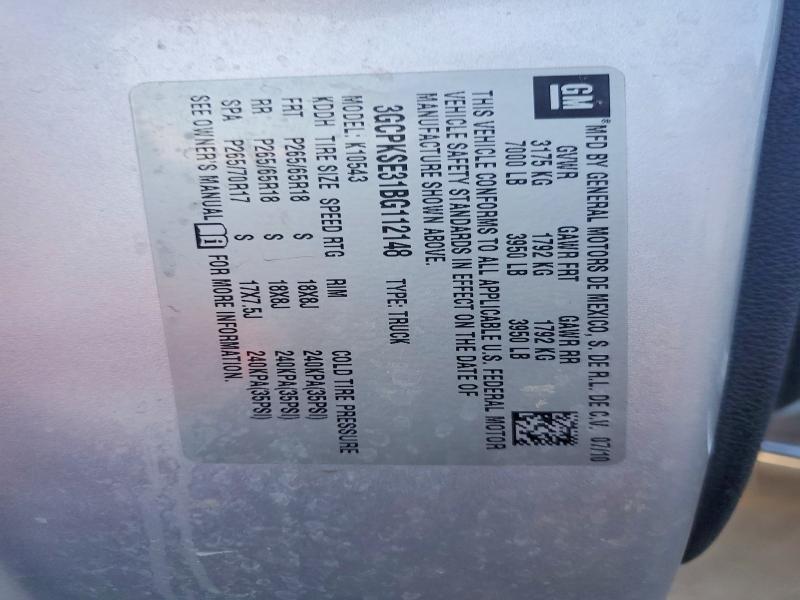 GM
®MFD BY GENERAL MOTORS DE MEXICO, S. DE R.L. DE C.V. 07/10
GVWR GAWR FRT GAWR RR
3175 KG 1792 KG 1792 KG
7000 LB 3950 LB 3950 LB
THIS VEHICLE CONFORMS TO ALL APPLICABLE U.S. FEDERAL MOTOR
VEHICLE SAFETY STANDARDS IN EFFECT ON THE DATE OF
MANUFACTURE SHOWN ABOVE.
3GCPKSE31BG112148 TYPE: TRUCK
MODEL: K10543
KDDH TIRE SIZE SPEED RTG RIM COLD TIRE PRESSURE
FRT P265/65R18 S 18X8J 240KPA(35PSI)
RR P265/65R18 S 18X8J 240KPA(35PSI)
SPA P265/70R17 S 17X7.5J 240KPA(35PSI)
SEE OWNER'S MANUAL FOR MORE INFORMATION.